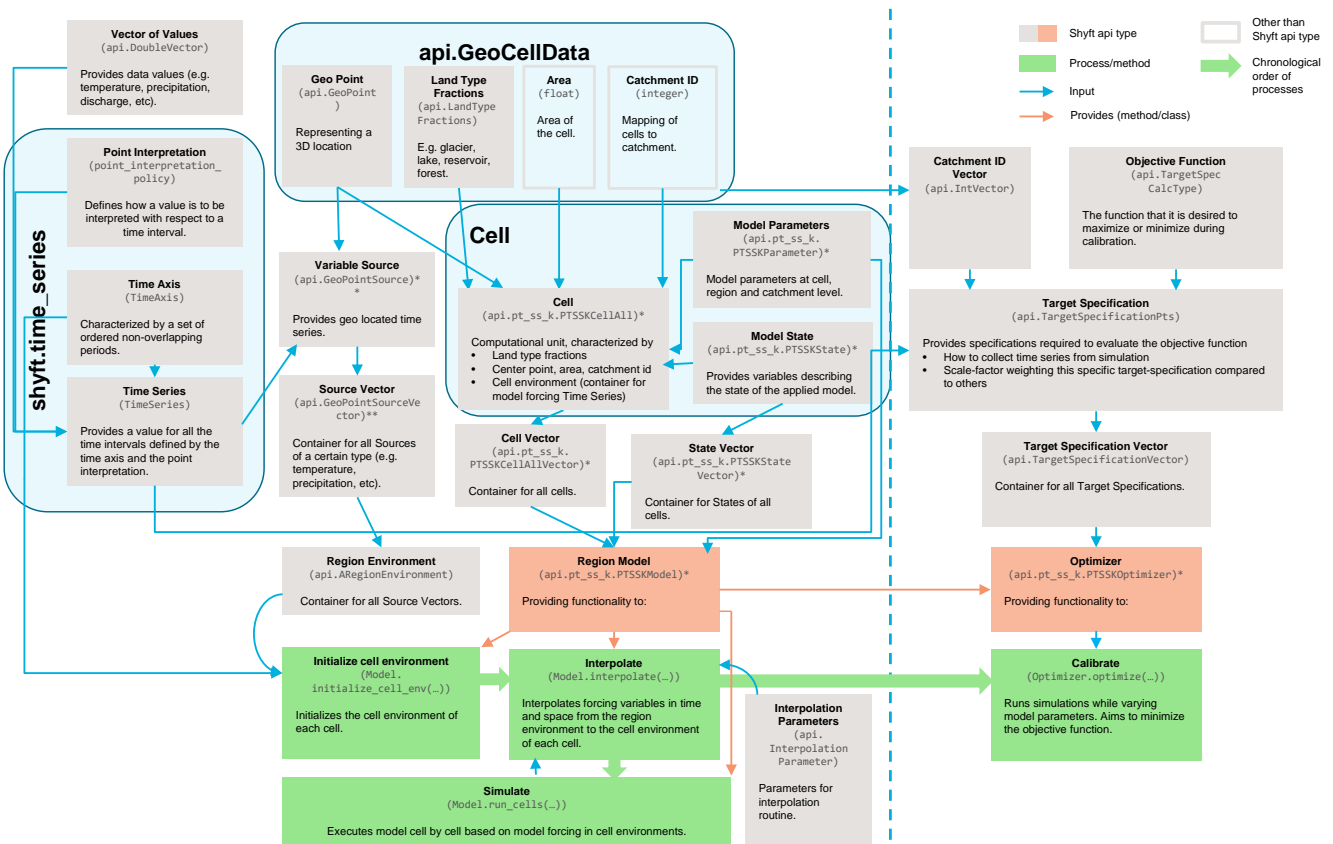 Vector of Values
(api.DoubleVector)
Provides data values (e.g.
temperature, precipitation,
discharge, etc).
shyft.time_series
Point Interpretation
(point_interpretation_
policy)
Defines how a value is to be
interpreted with respect to a
time interval.
Time Axis
(TimeAxis)
Characterized by a set of
ordered non-overlapping
periods.
Time Series
(TimeSeries)
Provides a value for all the
time intervals defined by the
time axis and the point
interpretation.
api.GeoCellData
Geo Point
(api.GeoPoint
)
Representing a
3D location
Land Type
Fractions
(api.LandType
Fractions)
E.g. glacier,
lake, reservoir,
forest.
Area
(float)
Area of
the cell.
Catchment ID
(integer)
Mapping of
cells to
catchment.
Variable Source
(api.GeoPointSource)*
*
Provides geo located time
series.
Source Vector
(api.GeoPointSourceVe
ctor)**
Container for all Sources
of a certain type (e.g.
temperature,
precipitation, etc).
Cell
Cell
(api.pt_ss_k.PTSSKCellAll)*
Computational unit, characterized by
• Land type fractions
• Center point, area, catchment id
• Cell environment (container for
model forcing Time Series)
Model Parameters
(api.pt_ss_k.
PTSSKParameter)*
Model parameters at cell,
region and catchment level.
Model State
(api.pt_ss_k.PTSSKState)*
Provides variables describing
the state of the applied model.
Cell Vector
(api.pt_ss_k.
PTSSKCellAllVector)*
Container for all cells.
State Vector
(api.pt_ss_k.PTSSKState
Vector)*
Container for States of all
cells.
Region Environment
(api.ARegionEnvironment)
Container for all Source Vectors.
Region Model
(api.pt_ss_k.PTSSKModel)*
Providing functionality to:
Initialize cell environment
(Model.
initialize_cell_env(…))
Initializes the cell environment of
each cell.
Interpolate
(Model.interpolate(…))
Interpolates forcing variables in time
and space from the region
environment to the cell environment
of each cell.
Interpolation
Parameters
(api.
Interpolation
Parameter)
Parameters for
interpolation
routine.
Simulate
(Model.run_cells(…))
Executes model cell by cell based on model forcing in cell environments.
Shyft api type
Process/method
Input
Provides (method/class)
Other than
Shyft api type
Chronological
order of
processes
Catchment ID
Vector
(api.IntVector)
Objective Function
(api.TargetSpec
CalcType)
The function that it is desired to
maximize or minimize during
calibration.
Target Specification
(api.TargetSpecificationPts)
Provides specifications required to evaluate the objective function
• How to collect time series from simulation
• Scale-factor weighting this specific target-specification compared
to others
Target Specification Vector
(api.TargetSpecificationVector)
Container for all Target Specifications.
Optimizer
(api.pt_ss_k.PTSSKOptimizer)*
Providing functionality to:
Calibrate
(Optimizer.optimize(…))
Runs simulations while varying
model parameters. Aims to minimize
the objective function.